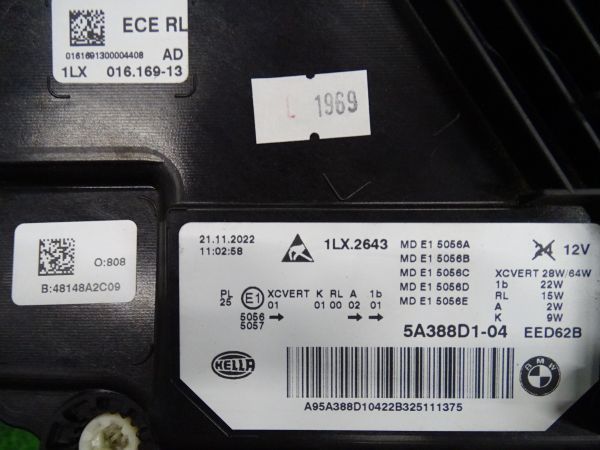 ECE RL
0161691300004408 AD
1LX 016.169-13
L 1969
O:808
B:48148A2C09
21.11.2022
11:02:58
1LX.2643
MD E1 5056A
MD E1 5056B
MD E1 5056C
MD E1 5056D
MD E1 5056E
24 12V
XCVERT 28W/64W
1b 22W
RL 15W
A 2W
K 9W
PL E1 XCVERT K RL A 1b
25 01 01 00 02 01
5056
5057
5A388D1-04 EED62B
HELLA
BMW
A95A388D10422B325111375